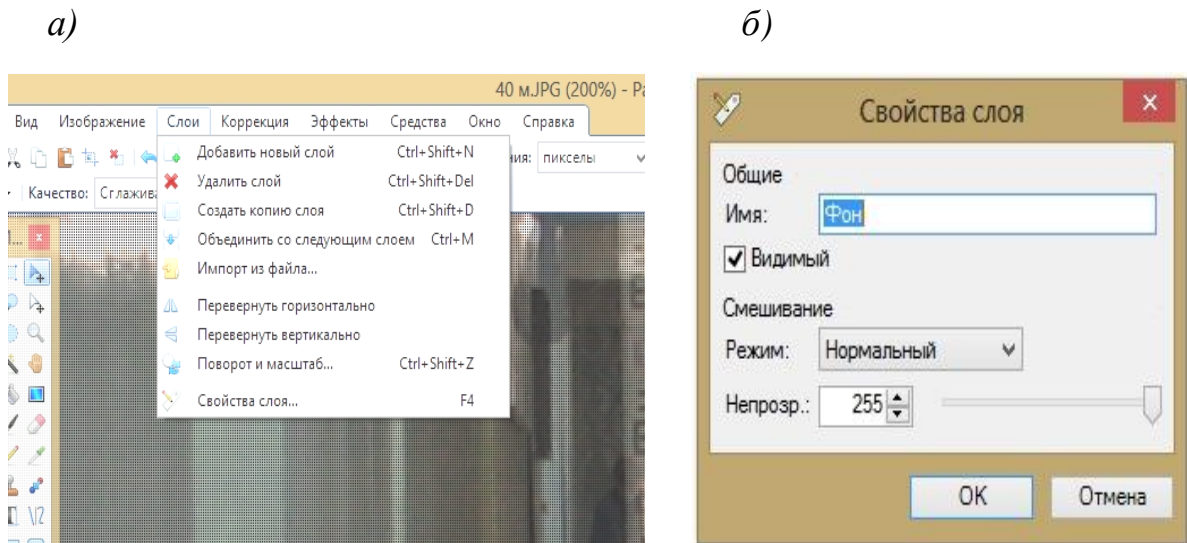 а)
б)
40 м.JPG (200%) - Pa
Вид Изображение Слои Коррекция Эффекты Средства Окно Справка
пикселы
Качество: Сглажива
Добавить новый слой Ctrl+Shift+N
Удалить слой Ctrl+Shift+Del
Создать копию слоя Ctrl+Shift+D
Объединить со следующим слоем Ctrl+M
Импорт из файла...
Перевернуть горизонтально
Перевернуть вертикально
Поворот и масштаб... Ctrl+Shift+Z
Свойства слоя... F4
Свойства слоя
Общие
Имя: Фон
Видимый
Смешивание
Режим: Нормальный
Непрозр.: 255
OK Отмена